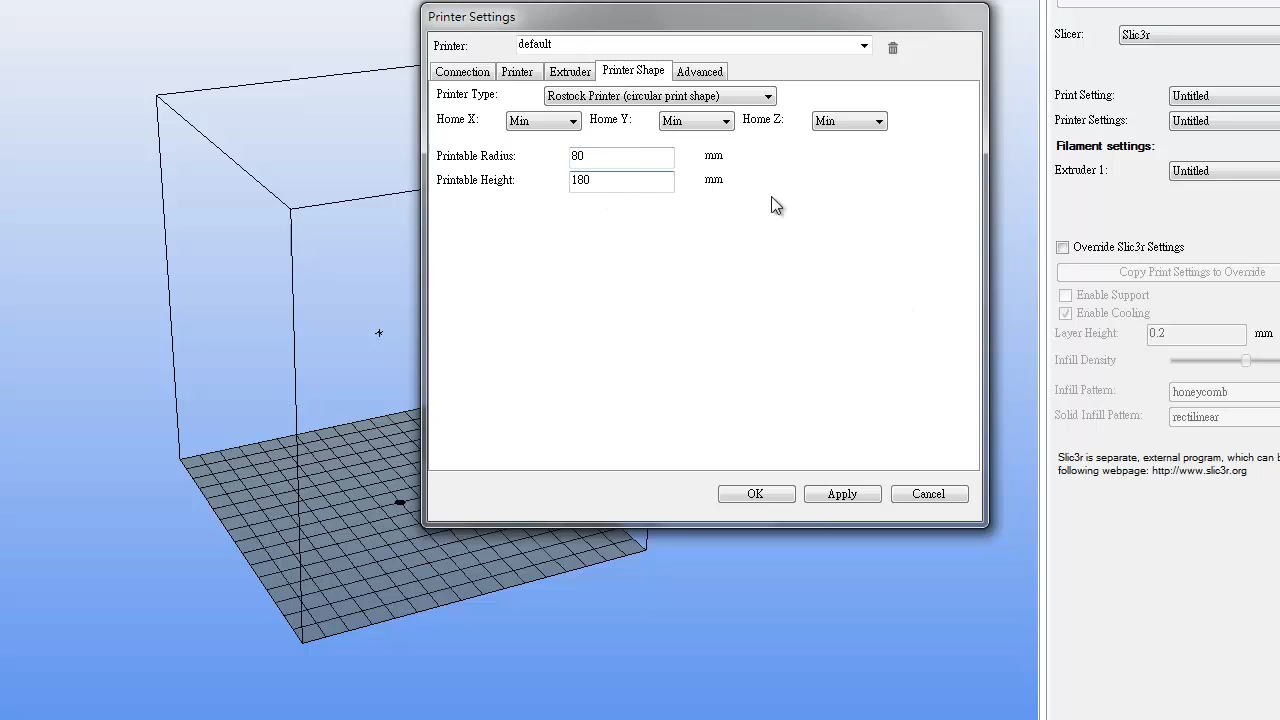 Printer Settings
Printer: default
Connection Printer Extruder Printer Shape Advanced
Printer Type: Rostock Printer (circular print shape)
Home X: Min Home Y: Min Home Z: Min
Printable Radius: 80 mm
Printable Height: 180 mm
OK Apply Cancel
Slicer: Slic3r
Print Setting: Untitled
Printer Settings: Untitled
Filament settings:
Extruder 1: Untitled
Override Slic3r Settings
Copy Print Settings to Override
Enable Support
Enable Cooling
Layer Height: 0.2 mm
Infill Density
Infill Pattern: honeycomb
Solid Infill Pattern: rectilinear
Slic3r is separate, external program, which can b
following webpage: http://www.slic3r.org